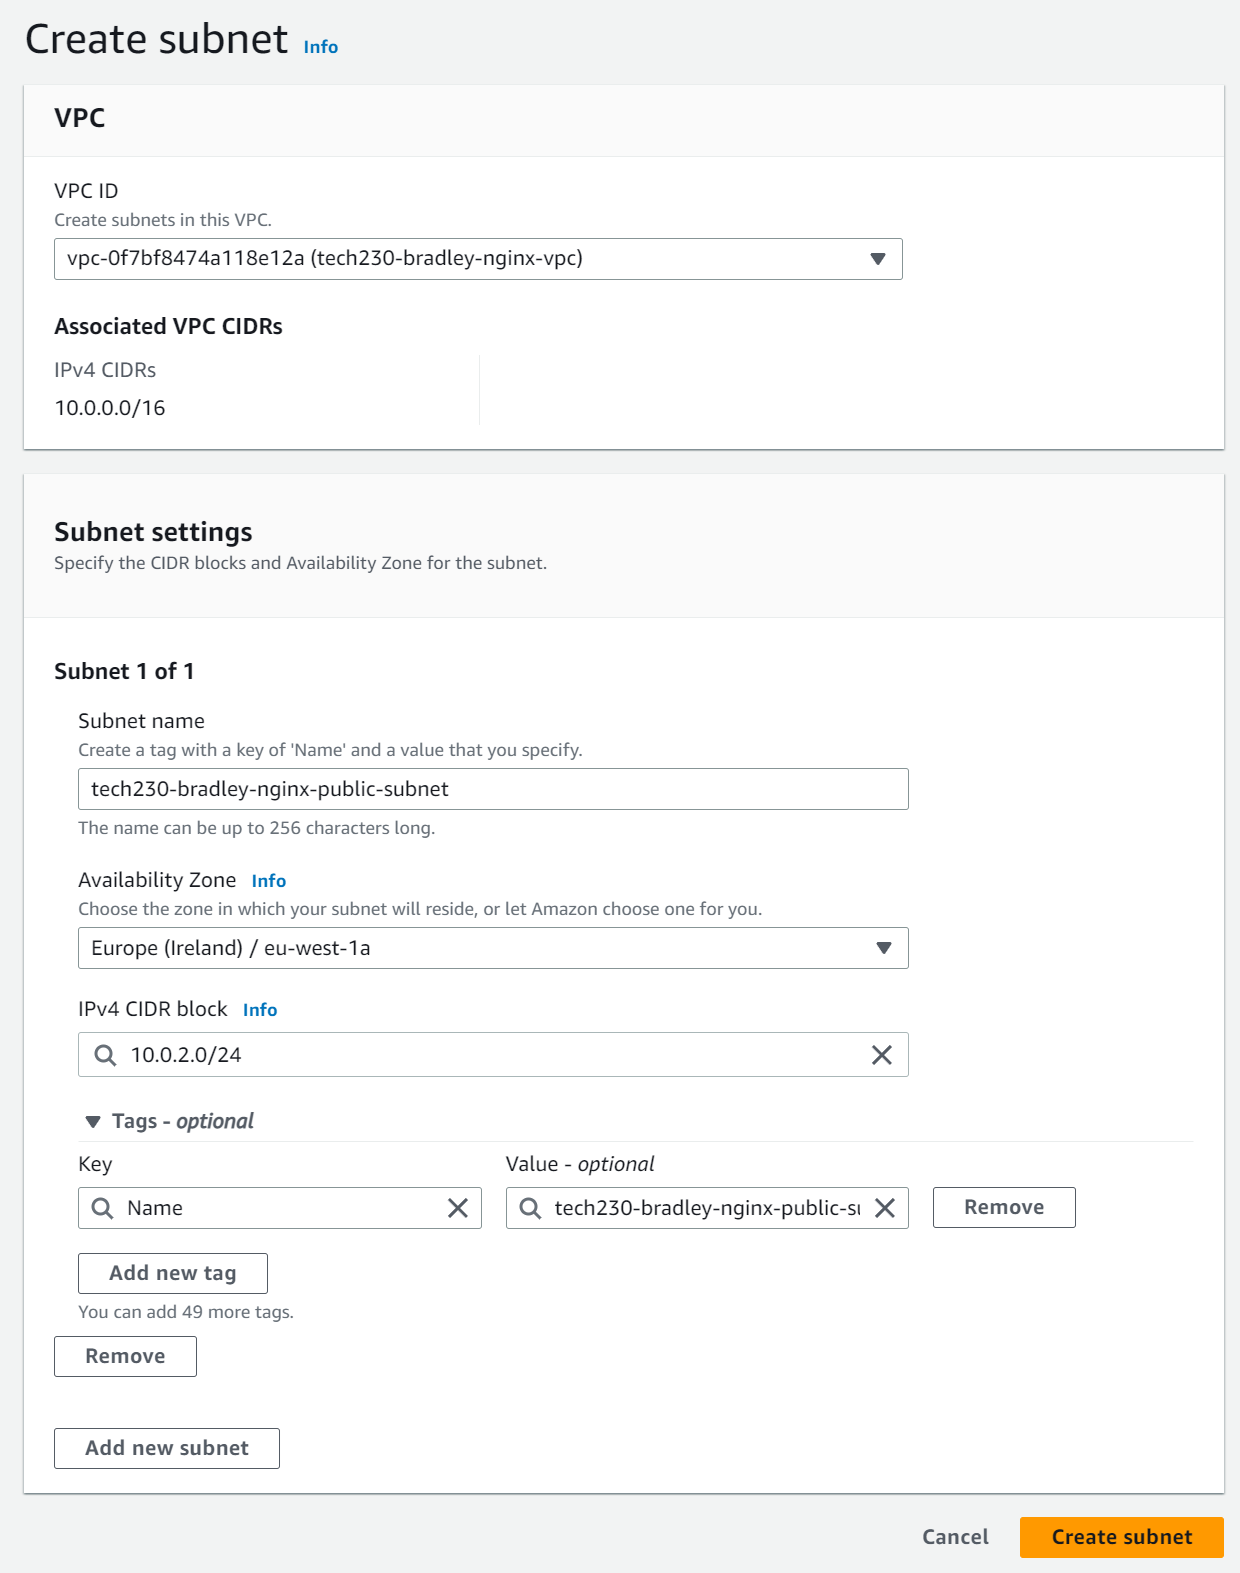 Create subnet Info
VPC
VPC ID
Create subnets in this VPC.
vpc-0f7bf8474a118e12a (tech230-bradley-nginx-vpc)
Associated VPC CIDRs
IPv4 CIDRs
10.0.0.0/16
Subnet settings
Specify the CIDR blocks and Availability Zone for the subnet.
Subnet 1 of 1
Subnet name
Create a tag with a key of 'Name' and a value that you specify.
tech230-bradley-nginx-public-subnet
The name can be up to 256 characters long.
Availability Zone Info
Choose the zone in which your subnet will reside, or let Amazon choose one for you.
Europe (Ireland) / eu-west-1a
IPv4 CIDR block Info
10.0.2.0/24
Tags - optional
Key Value - optional
Name tech230-bradley-nginx-public-su Remove
Add new tag
You can add 49 more tags.
Remove
Add new subnet
Cancel Create subnet